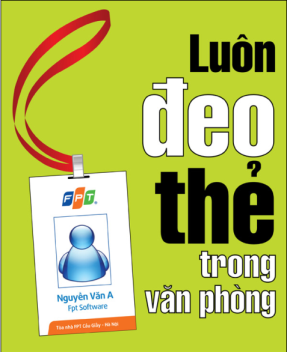 Luôn
đeo
thẻ
trong
văn phòng
FPT
Nguyễn Văn A
Fpt Software
Tòa nhà FPT Cầu Giấy - Hà Nội